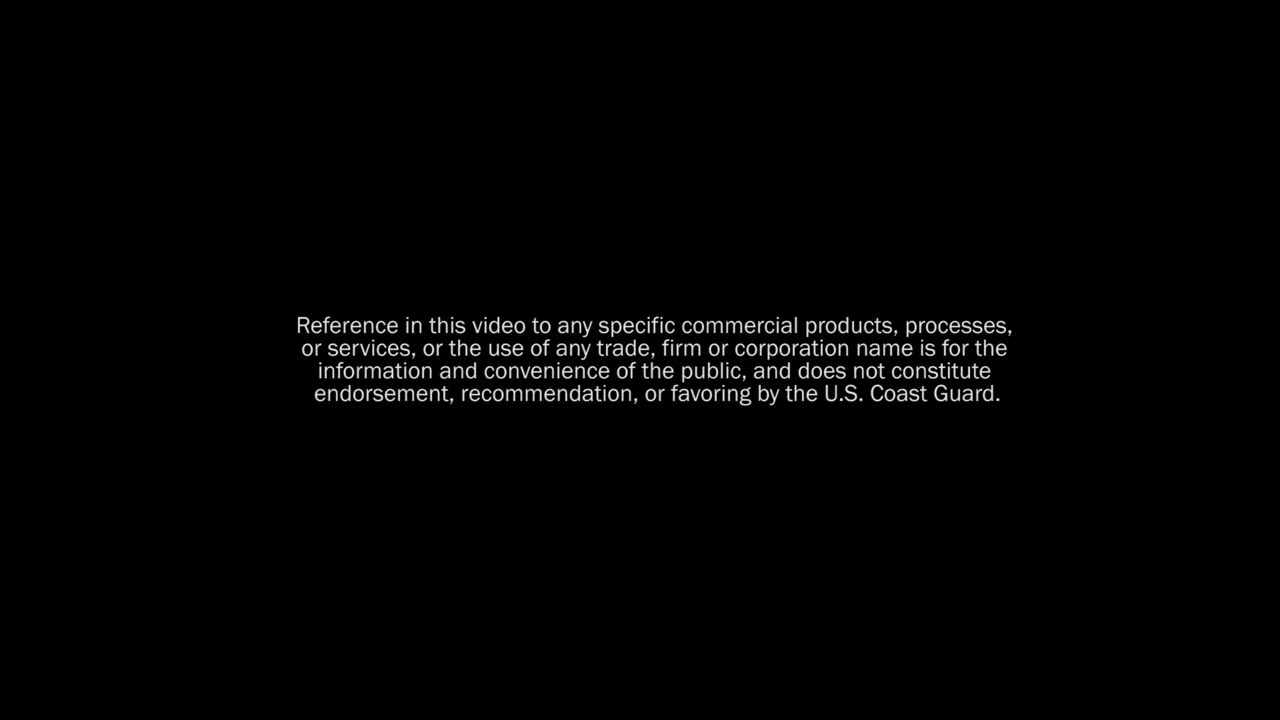 Reference in this video to any specific commercial products, processes,
or services, or the use of any trade, firm or corporation name is for the
information and convenience of the public, and does not constitute
endorsement, recommendation, or favoring by the U.S. Coast Guard.